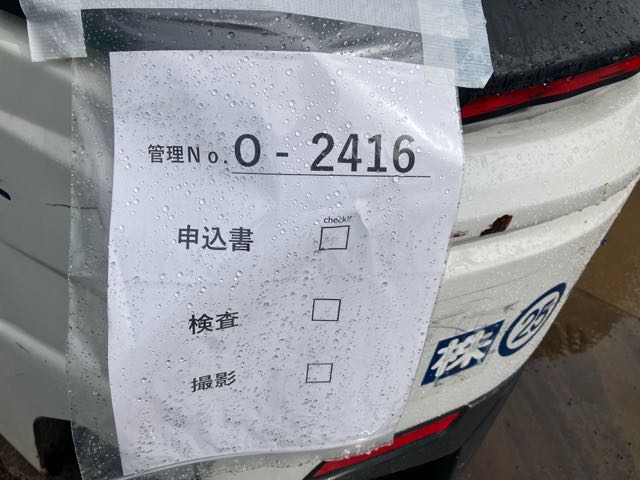 管理No. O - 2416
check!!
申込書 □
検査 □
撮影 □
株 ㉕